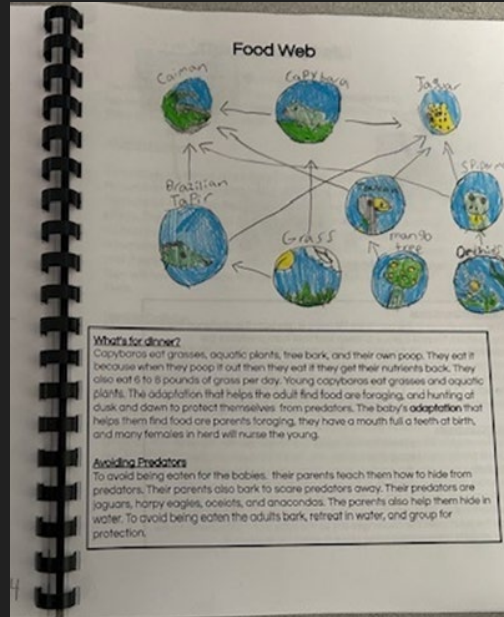 Food Web
Caiman
Capybara
Jaguar
Brazilian
Tapir
Toucan
Spiderm
Grass
mango
tree
Orchids
What's for dinner?
Capybaras eat grasses, aquatic plants, tree bark, and their own poop. They eat it
because when they poop it out then they eat it they get their nutrients back. They
also eat 6 to 8 pounds of grass per day. Young capybaras eat grasses and aquatic
plants. The adaptation that helps the adult find food are foraging, and hunting at
dusk and dawn to protect themselves from predators. The baby's adaptation that
helps them find food are parents foraging, they have a mouth full a teeth at birth,
and many females in herd will nurse the young.
Avoiding Predators
To avoid being eaten for the babies, their parents teach them how to hide from
predators. Their parents also bark to scare predators away. Their predators are
jaguars, harpy eagles, ocelots, and anacondas. The parents also help them hide in
water. To avoid being eaten the adults bark, retreat in water, and group for
protection.
4